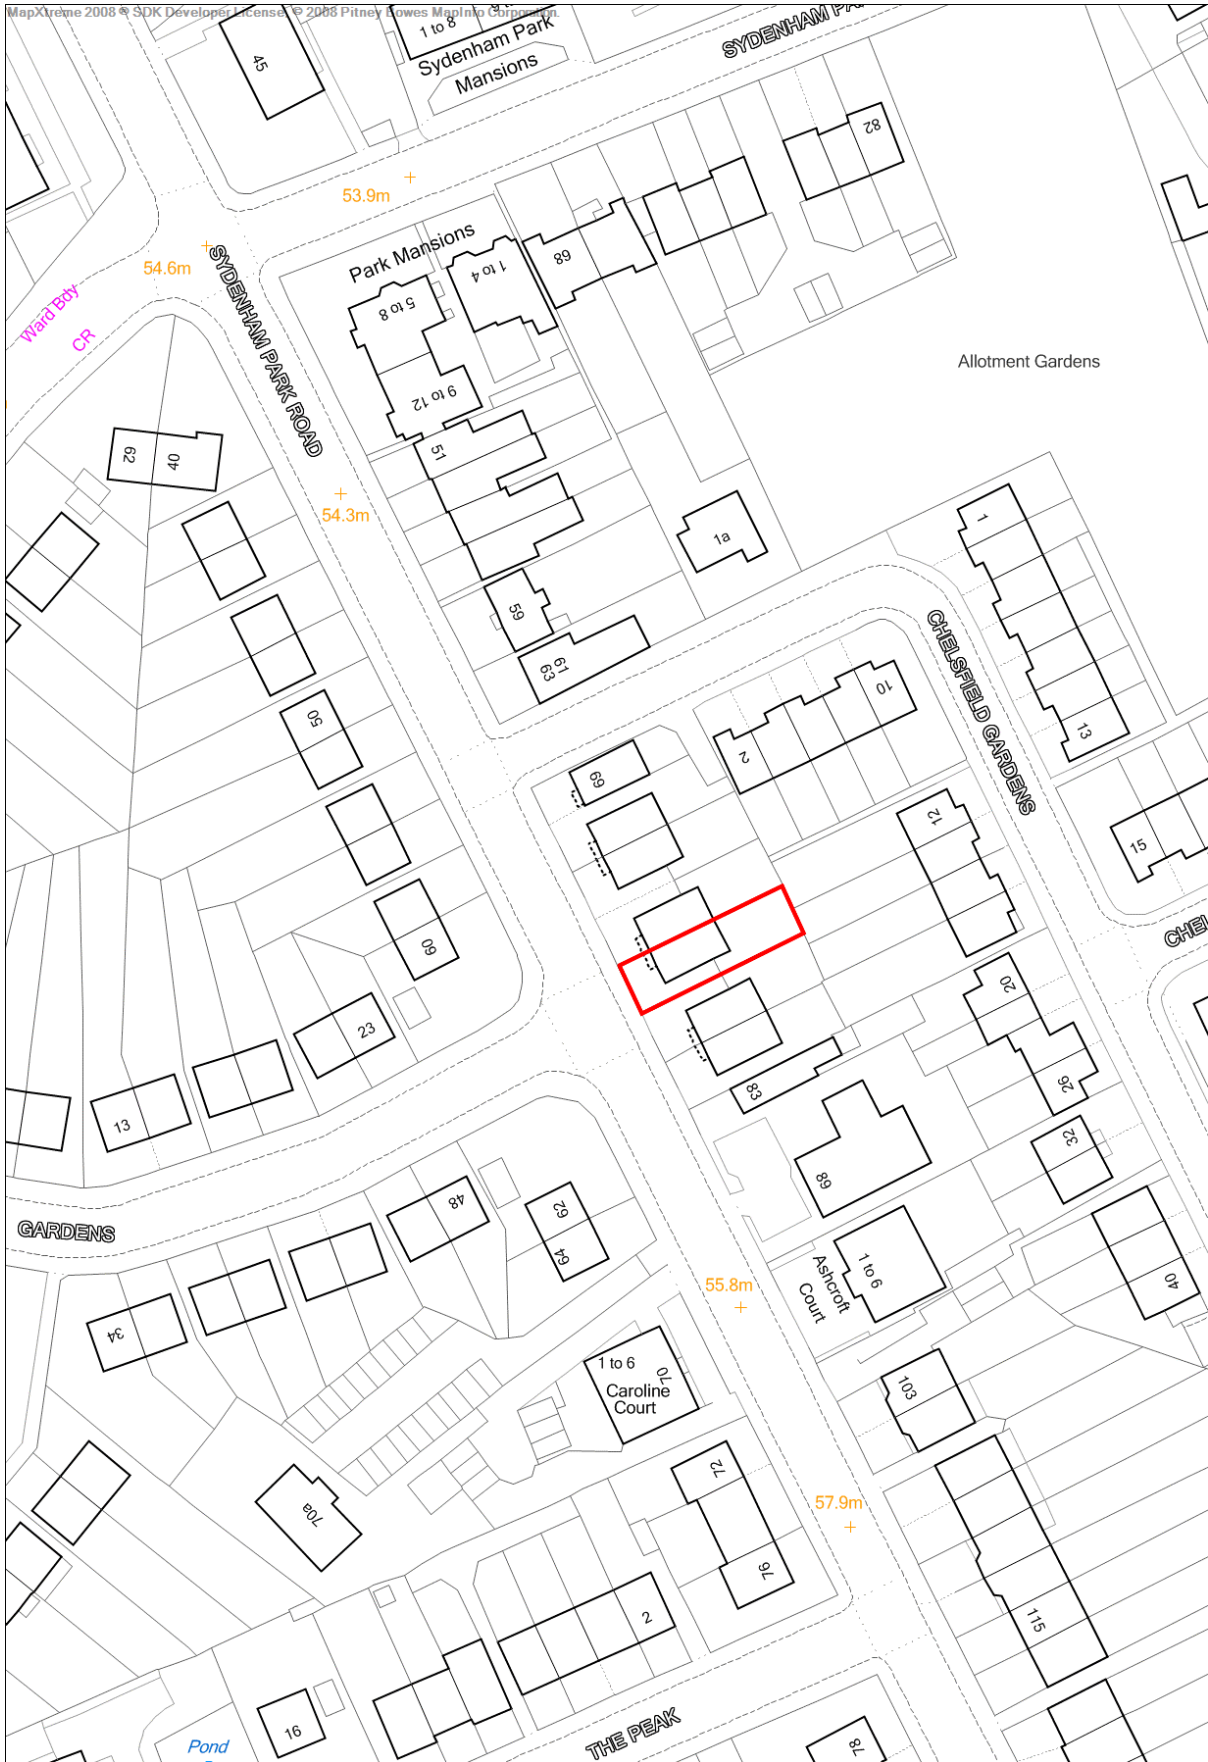 MapXtreme 2008 ® SDK Developer License. © 2008 Pitney Bowes MapInfo Corporation.
1 to 8
Sydenham Park
Mansions
SYDENHAM PA
45
82
53.9m
54.6m
Ward Bdy
CR
SYDENHAM PARK ROAD
Park Mansions
1 to 4
5 to 8
9 to 12
68
Allotment Gardens
29
40
51
54.3m
1a
1
59
61
63
50
CHELSFIELD GARDENS
10
2
13
69
12
15
60
CHEL
20
23
26
13
83
32
89
48
62
64
GARDENS
1 to 6
Ashcroft
Court
40
55.8m
34
1 to 6
70
Caroline
Court
103
72
70a
57.9m
76
2
115
16
THE PEAK
Pond
78